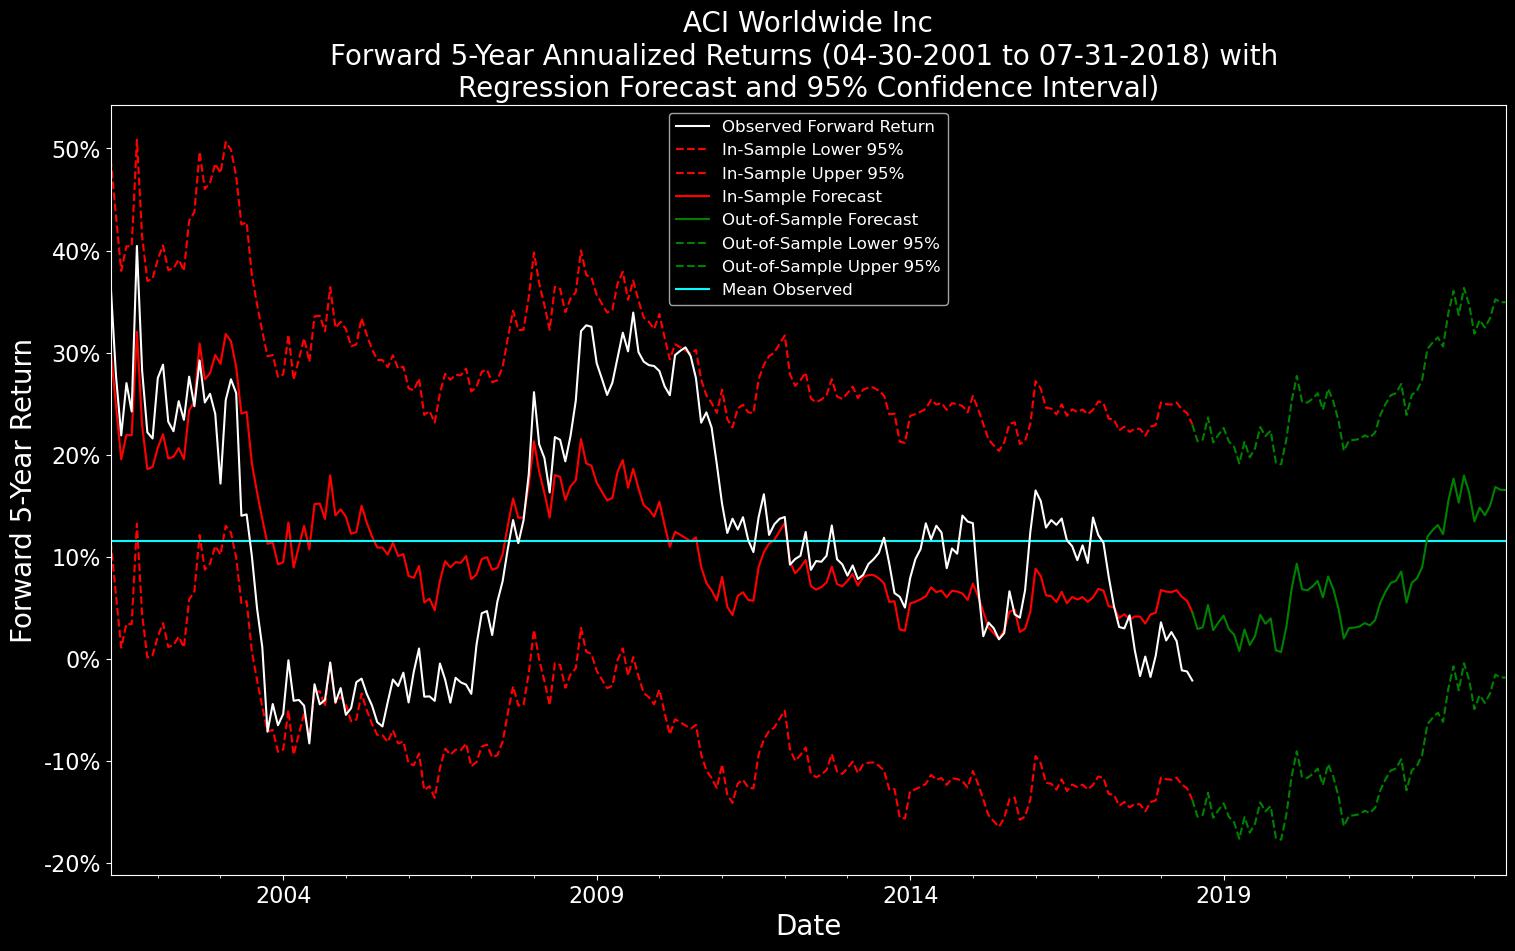 ACI Worldwide Inc
Forward 5-Year Annualized Returns (04-30-2001 to 07-31-2018) with
Regression Forecast and 95% Confidence Interval)
Observed Forward Return
In-Sample Lower 95%
In-Sample Upper 95%
In-Sample Forecast
Out-of-Sample Forecast
Out-of-Sample Lower 95%
Out-of-Sample Upper 95%
Mean Observed
Forward 5-Year Return
50%
40%
30%
20%
10%
0%
-10%
-20%
2004 2009 2014 2019
Date